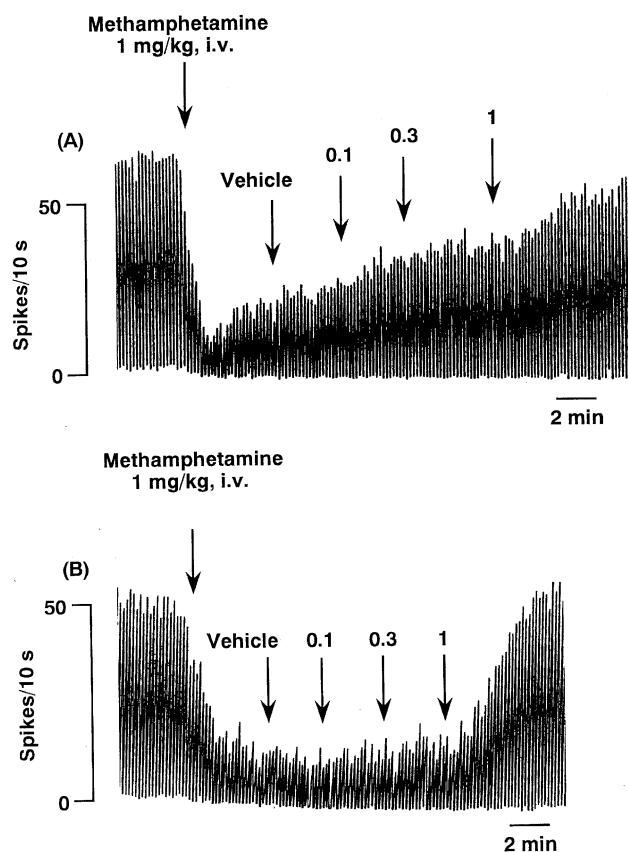 Methamphetamine
1 mg/kg, i.v.
(A)
1
0.3
0.1
Vehicle
50
Spikes/10 s
0
2 min
Methamphetamine
1 mg/kg, i.v.
(B)
50
Vehicle 0.1 0.3 1
Spikes/10 s
0
2 min